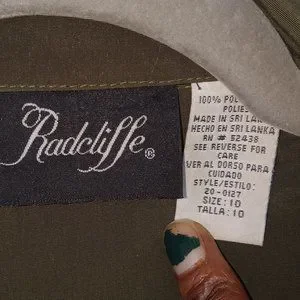 Radcliffe®
100% POL
POLIES
MADE IN SRI LAN
HECHO EN SRI LANKA
RN # 52438
SEE REVERSE FOR
CARE
VER AL DORSO PARA
CUIDADO
STYLE/ESTILO:
20-0127
SIZE: 10
TALLA: 10